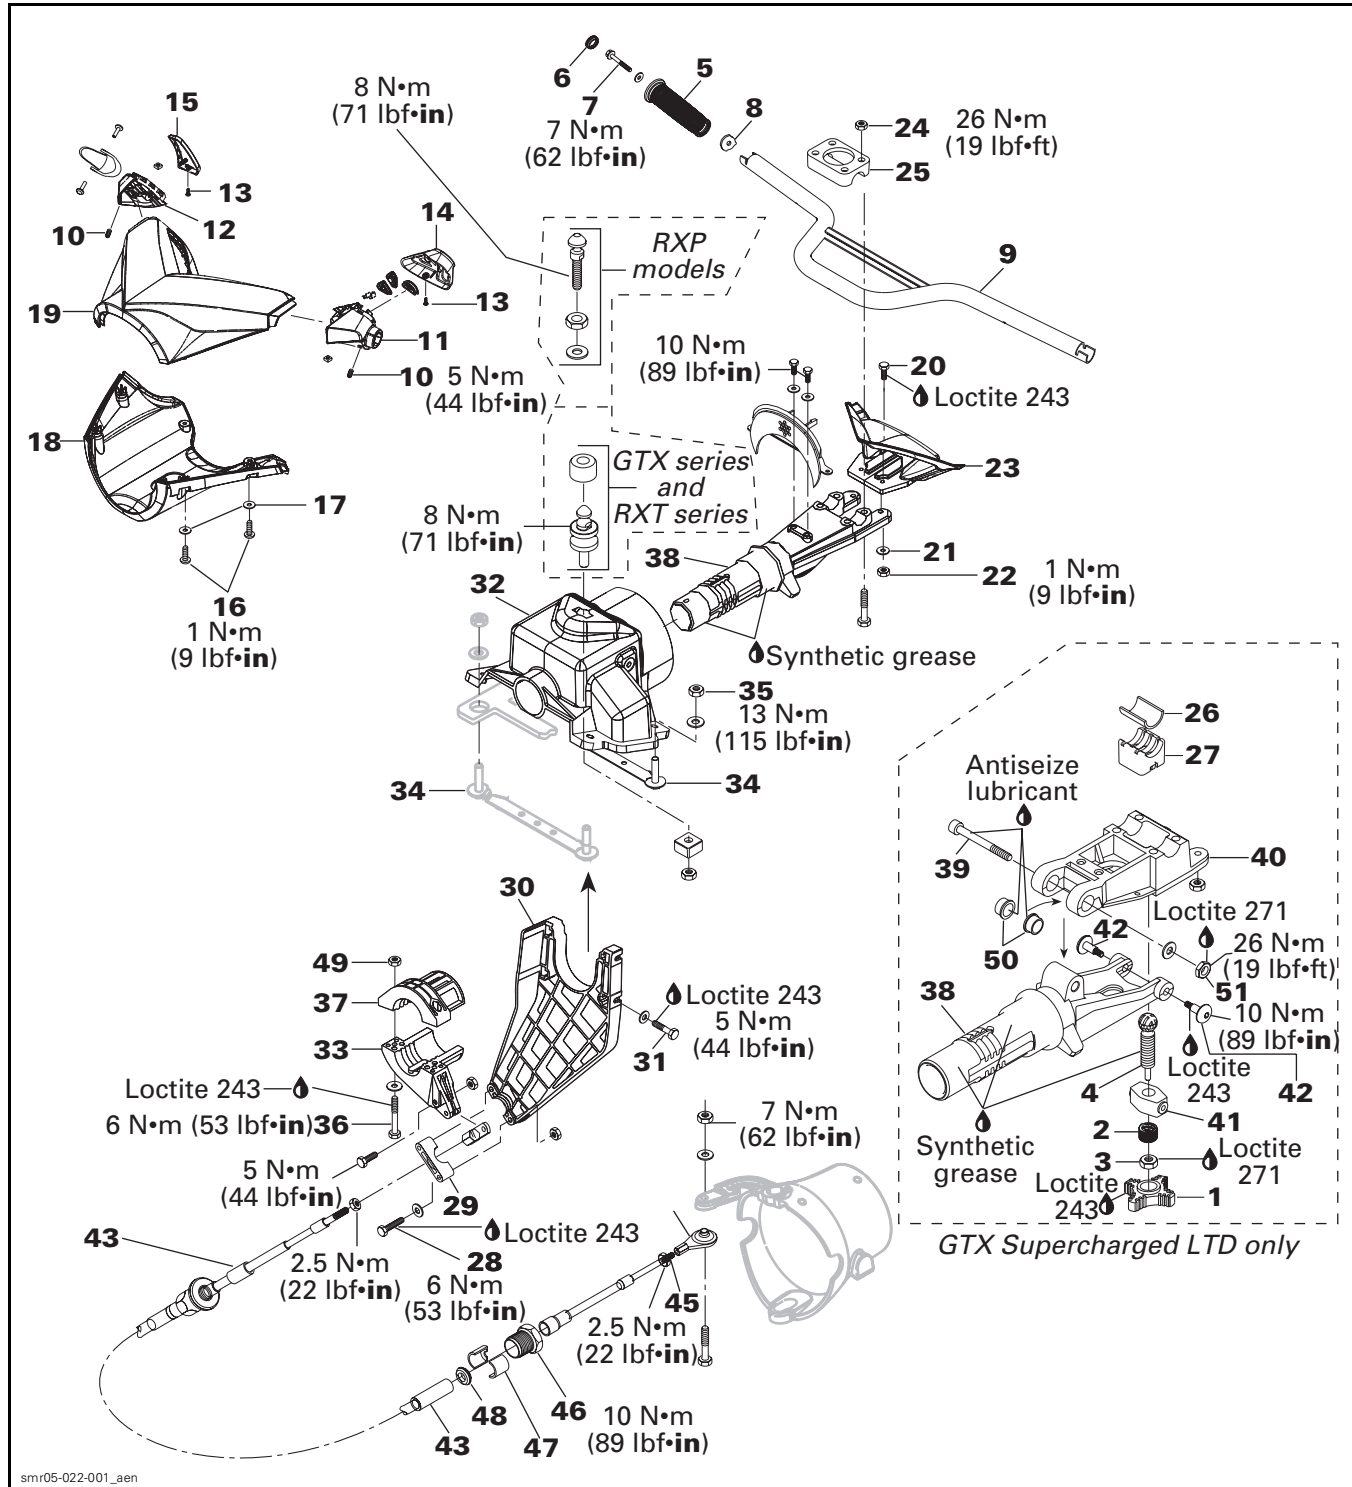 6
7
7 N•m
(62 lbf•in)
5
8
8 N•m
(71 lbf•in)
24
26 N•m
(19 lbf•ft)
25
15
13
12
10
14
13
11
19
10
5 N•m
(44 lbf•in)
RXP
models
9
10 N•m
(89 lbf•in)
20
Loctite 243
18
17
16
1 N•m
(9 lbf•in)
GTX series
and
RXT series
8 N•m
(71 lbf•in)
23
38
21
22
1 N•m
(9 lbf•in)
32
Synthetic grease
35
13 N•m
(115 lbf•in)
34
34
26
27
Antiseize
lubricant
39
40
50
42
Loctite 271
26 N•m
(19 lbf•ft)
51
38
10 N•m
(89 lbf•in)
Loctite
243
42
4
41
2
3
Loctite
271
Synthetic
grease
Loctite
243
1
GTX Supercharged LTD only
30
49
37
33
Loctite 243
5 N•m
(44 lbf•in)
31
Loctite 243
6 N•m (53 lbf•in)
36
7 N•m
(62 lbf•in)
5 N•m
(44 lbf•in)
29
43
2.5 N•m
(22 lbf•in)
28
Loctite 243
6 N•m
(53 lbf•in)
45
2.5 N•m
(22 lbf•in)
48
46
10 N•m
(89 lbf•in)
43
47
smr05-022-001_aen